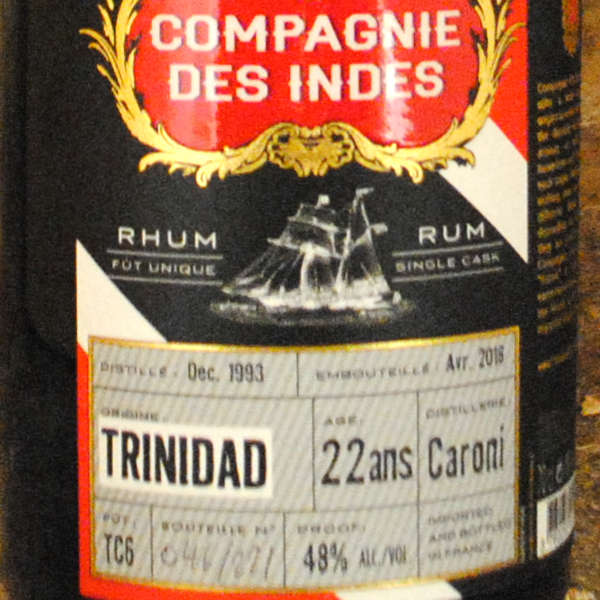 COMPAGNIE
DES INDES
RHUM
FÛT UNIQUE
RUM
SINGLE CASK
DISTILLÉ : Dec. 1993
EMBOUTEILLÉ : Avr. 2016
ORIGINE:
TRINIDAD
AGE:
22ans
DISTILLERIE:
Caroni
FÛT:
TC6
BOUTEILLE N°
046/271
PROOF:
48% ALC./VOL.
IMPORTED
AND BOTTLED
IN FRANCE